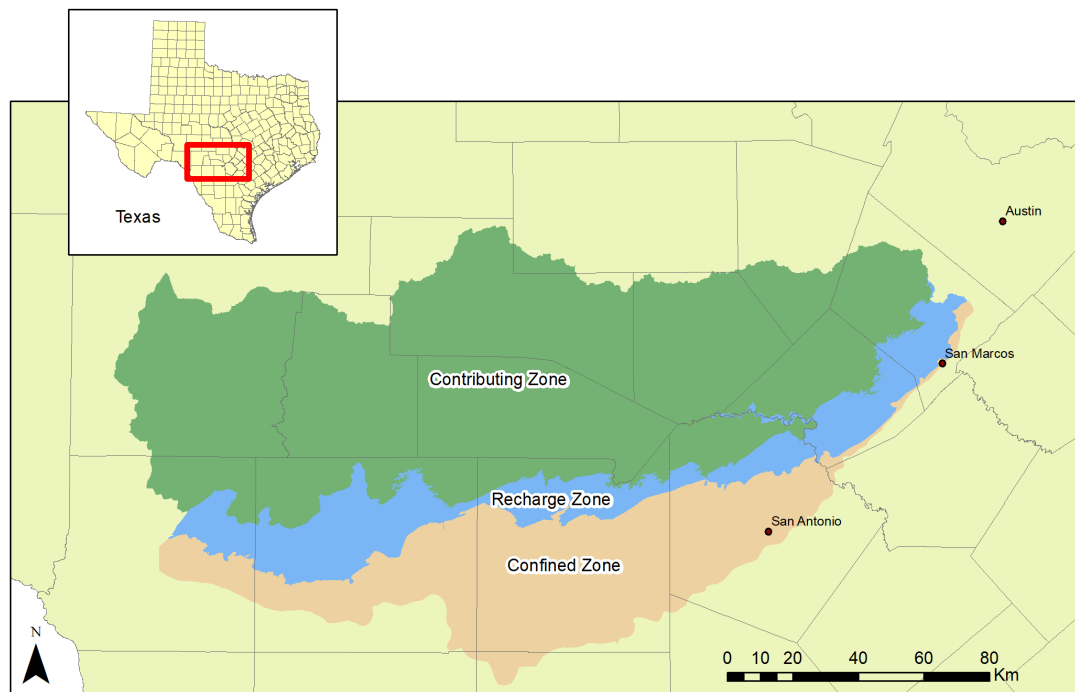 Texas
Austin
San Marcos
Contributing Zone
Recharge Zone
San Antonio
Confined Zone
N
0 10 20 40 60 80
Km